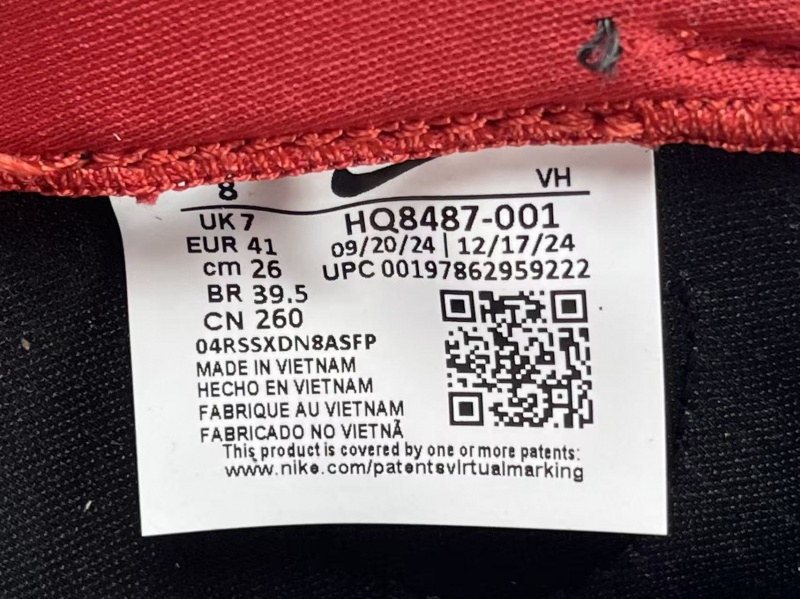 8 VH
UK 7 HQ8487-001
EUR 41 09/20/24 | 12/17/24
cm 26 UPC 00197862959222
BR 39.5
CN 260
04RSSXDN8ASFP
MADE IN VIETNAM
HECHO EN VIETNAM
FABRIQUE AU VIETNAM
FABRICADO NO VIETNÃ
This product is covered by one or more patents:
www.nike.com/patentsvirtualmarking